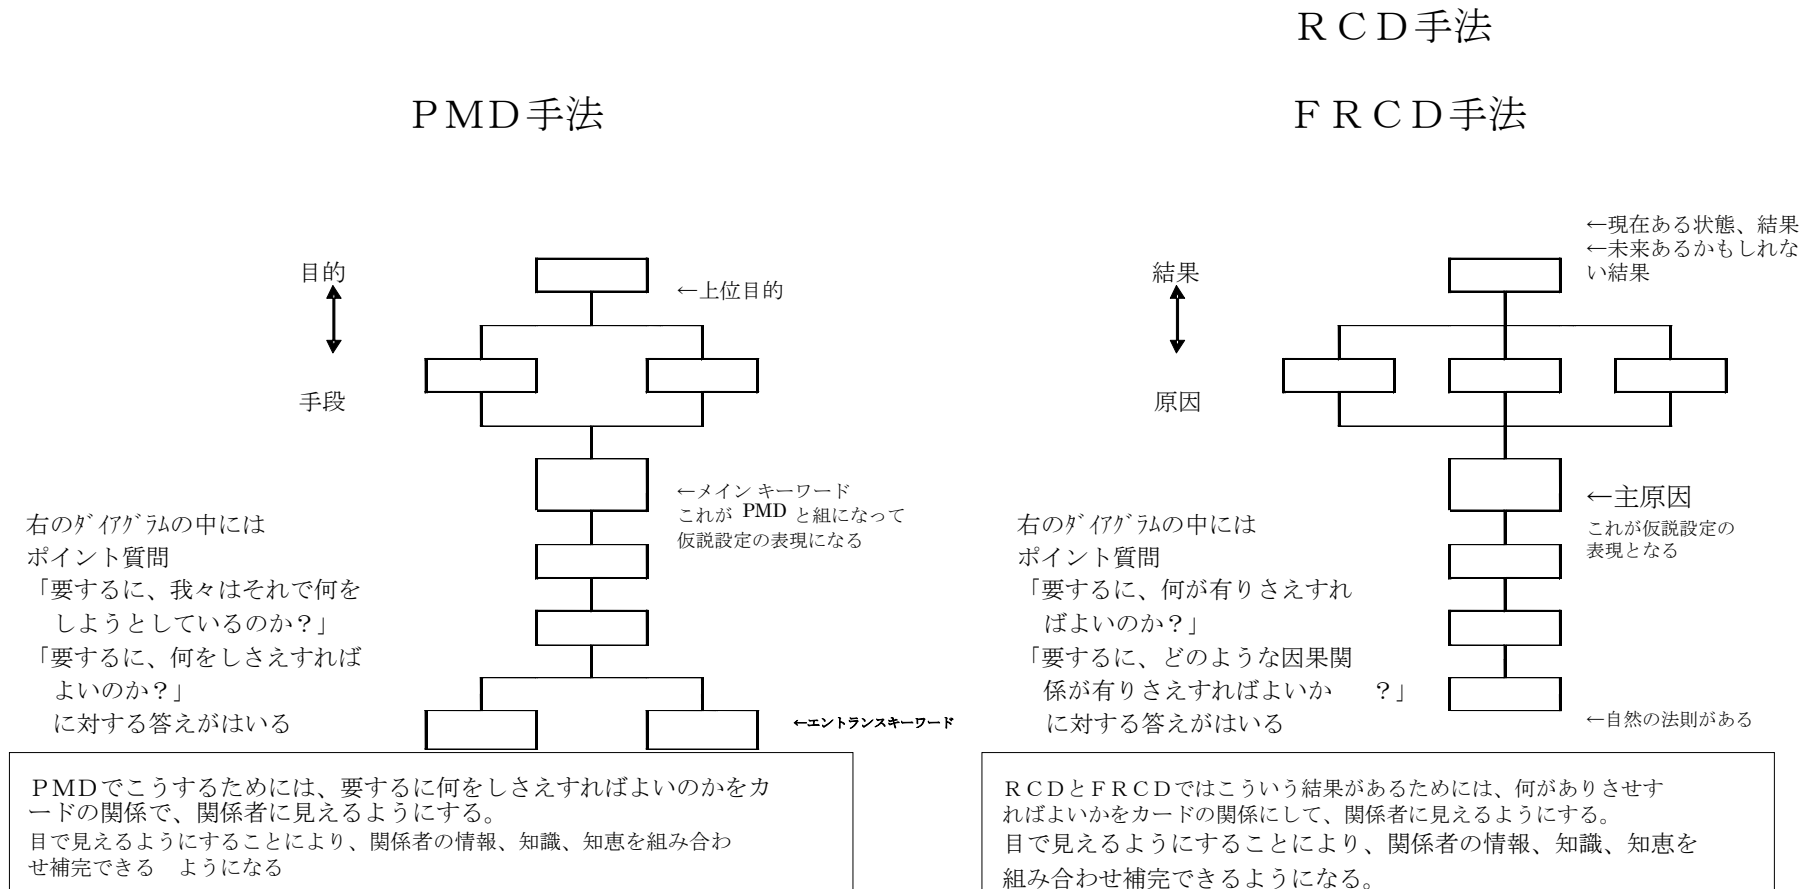 ＰＭＤ手法
目的
手段
←上位目的
←メイン キーワード
これが PMD と組になって
仮説設定の表現になる
右のﾀﾞｲｱｸﾞﾗﾑの中には
ポイント質問
「要するに、我々はそれで何を
しようとしているのか？」
「要するに、何をしさえすれば
よいのか？」
に対する答えがはいる
←エントランスキーワード
ＰＭＤでこうするためには、要するに何をしさえすればよいのかをカ
ードの関係で、関係者に見えるようにする。
目で見えるようにすることにより、関係者の情報、知識、知恵を組み合わ
せ補完できる　ようになる
ＲＣＤ手法
ＦＲＣＤ手法
←現在ある状態、結果
←未来あるかもしれな
い結果
結果
原因
←主原因
これが仮説設定の
表現となる
右のﾀﾞｲｱｸﾞﾗﾑの中には
ポイント質問
「要するに、何が有りさえすれ
ばよいのか？」
「要するに、どのような因果関
係が有りさえすればよいか　　？」
に対する答えがはいる
←自然の法則がある
ＲＣＤとＦＲＣＤではこういう結果があるためには、何がありさせす
ればよいかをカードの関係にして、関係者に見えるようにする。
目で見えるようにすることにより、関係者の情報、知識、知恵を
組み合わせ補完できるようになる。